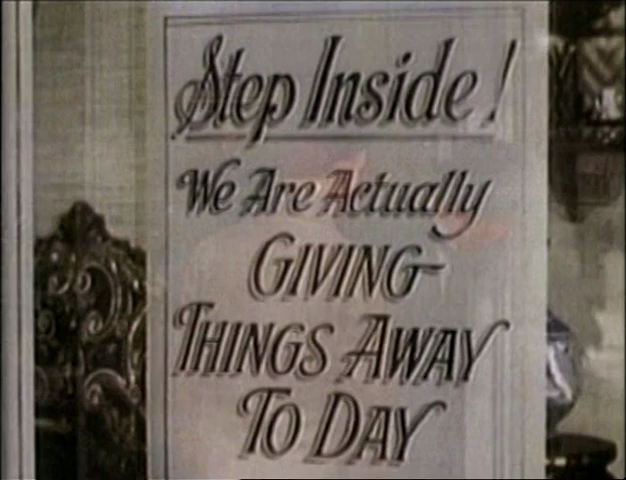 Step Inside!
We Are Actually
GIVING
THINGS AWAY
TO DAY